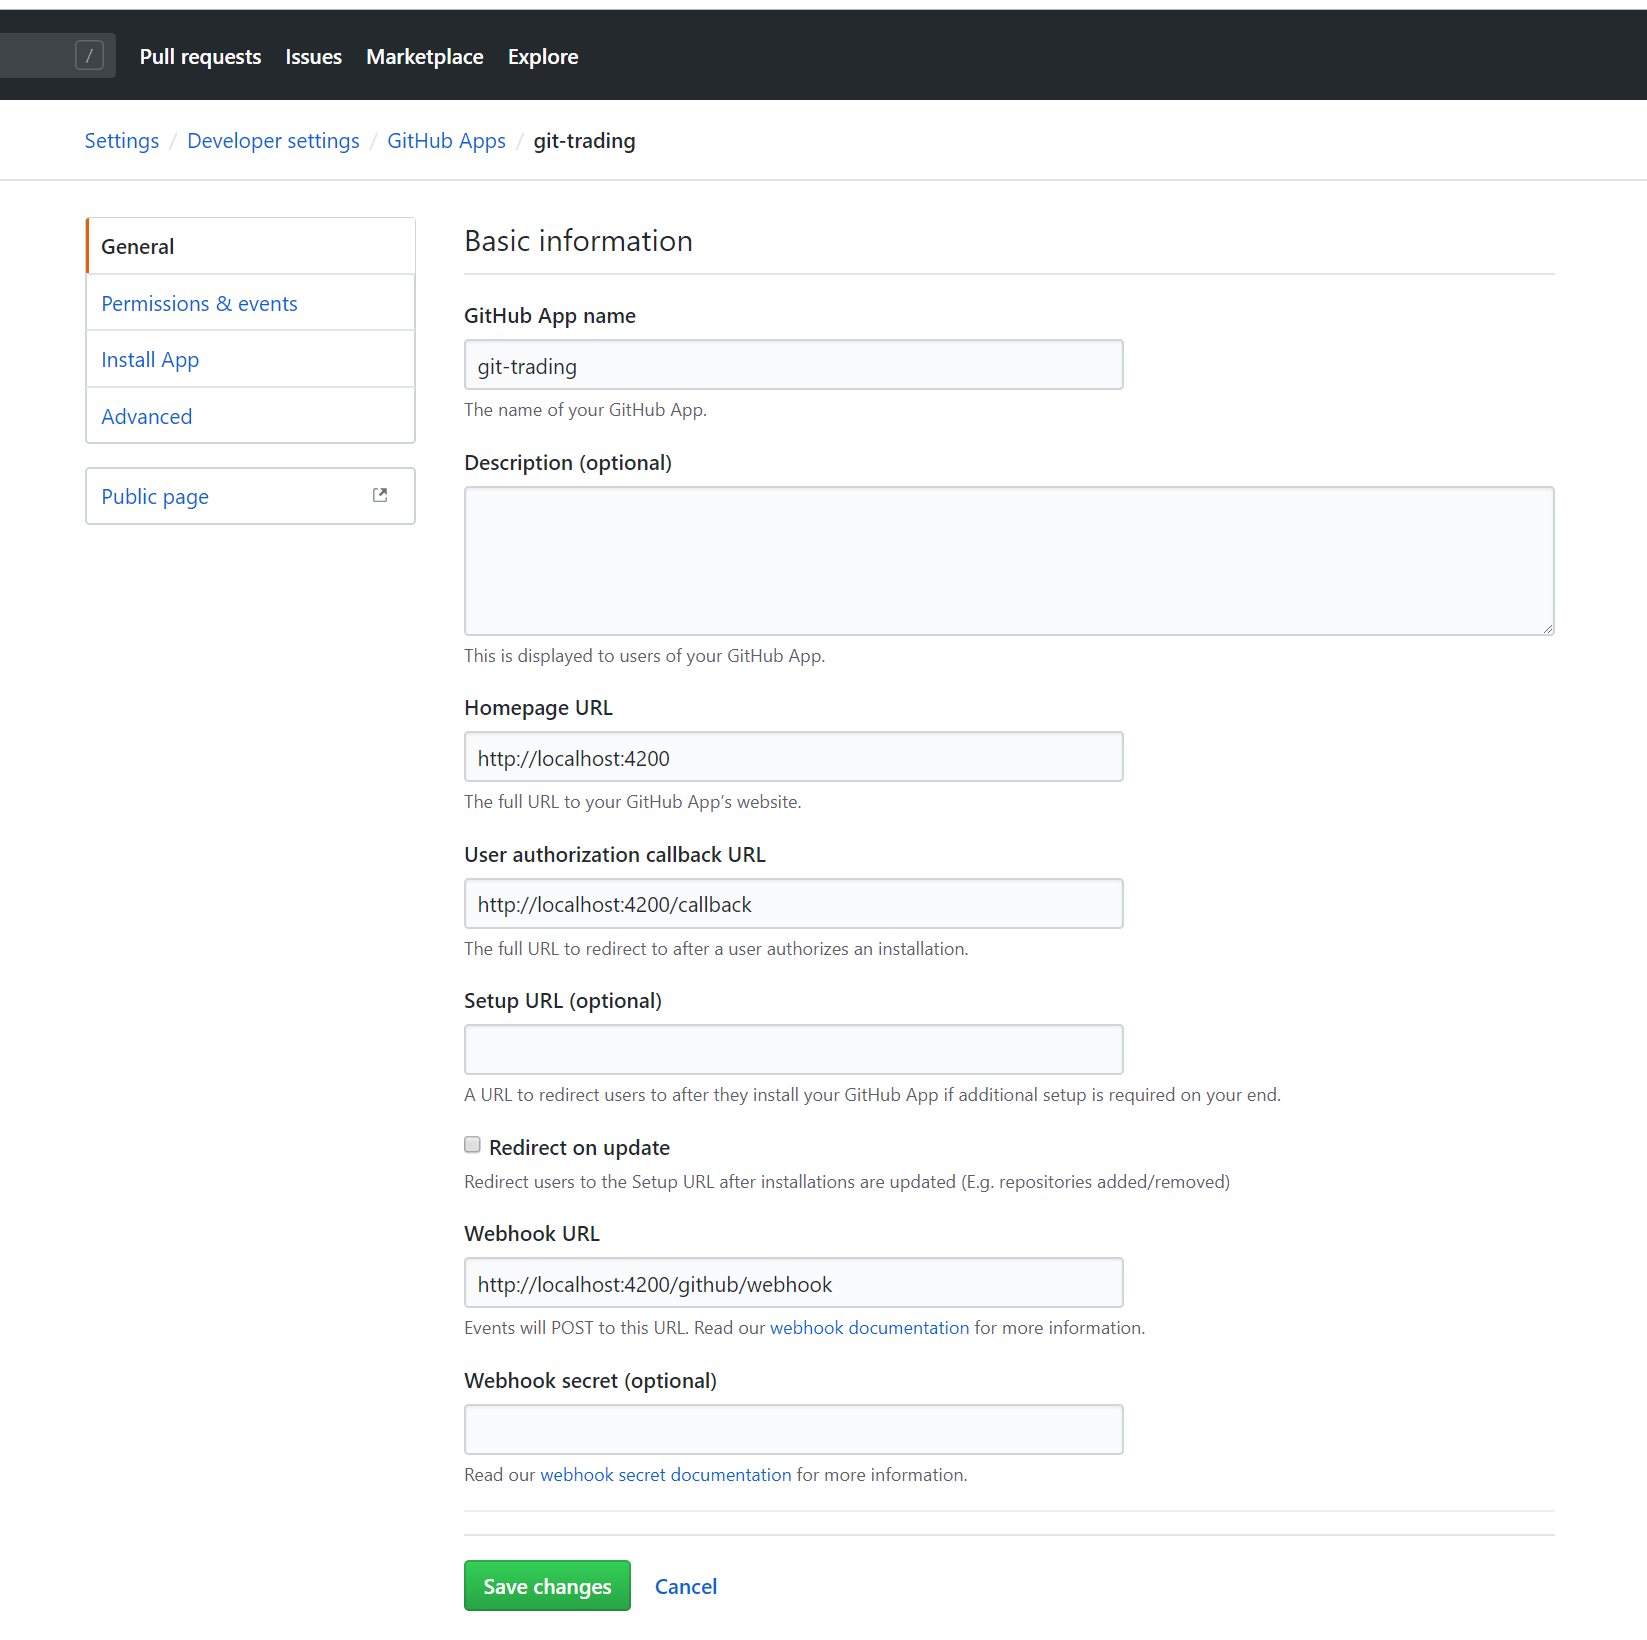 / Pull requests Issues Marketplace Explore
Settings / Developer settings / GitHub Apps / git-trading
General
Permissions & events
Install App
Advanced
Public page
Basic information
GitHub App name
git-trading
The name of your GitHub App.
Description (optional)
This is displayed to users of your GitHub App.
Homepage URL
http://localhost:4200
The full URL to your GitHub App’s website.
User authorization callback URL
http://localhost:4200/callback
The full URL to redirect to after a user authorizes an installation.
Setup URL (optional)
A URL to redirect users to after they install your GitHub App if additional setup is required on your end.
Redirect on update
Redirect users to the Setup URL after installations are updated (E.g. repositories added/removed)
Webhook URL
http://localhost:4200/github/webhook
Events will POST to this URL. Read our webhook documentation for more information.
Webhook secret (optional)
Read our webhook secret documentation for more information.
Save changes Cancel